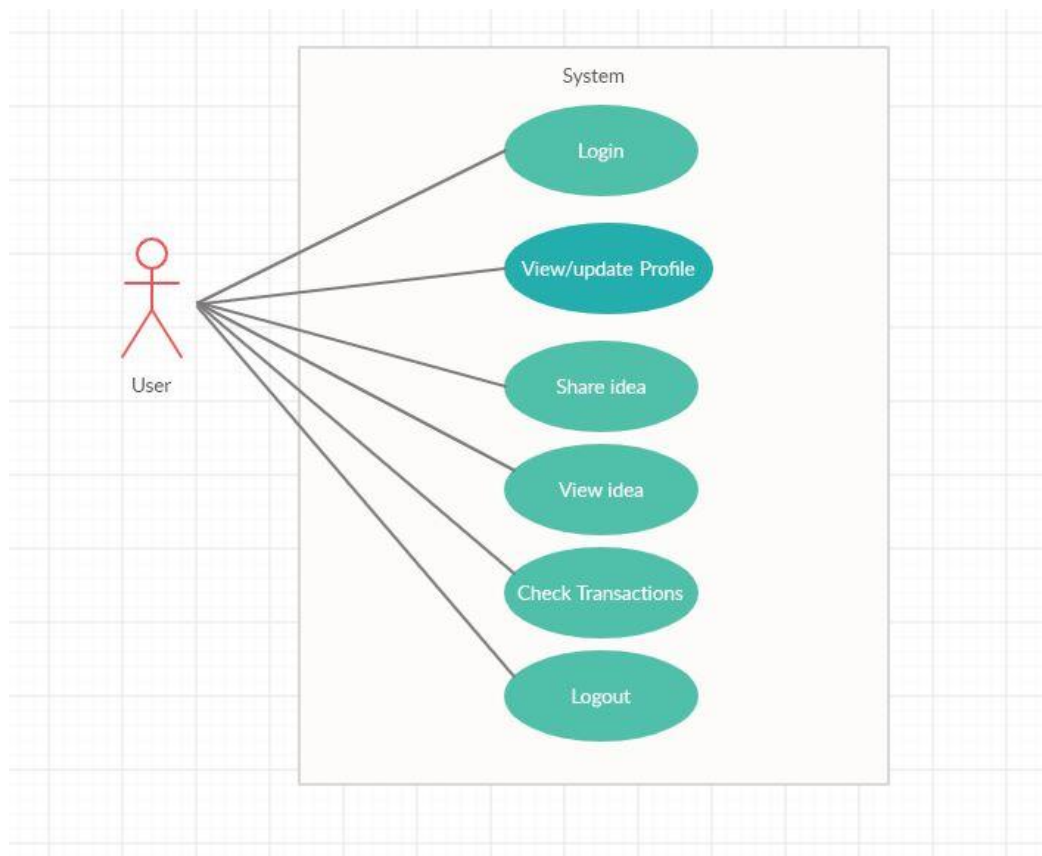 System
Login
View/update Profile
User
Share idea
View idea
Check Transactions
Logout